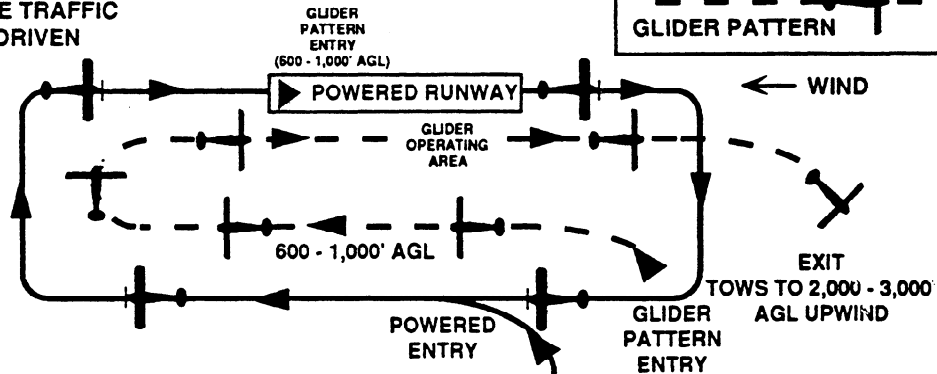 E TRAFFIC
DRIVEN
GLIDER
PATTERN
ENTRY
(600 - 1,000' AGL)
GLIDER PATTERN
POWERED RUNWAY
WIND
GLIDER
OPERATING
AREA
600 - 1,000' AGL
EXIT
TOWS TO 2,000 - 3,000'
AGL UPWIND
POWERED
ENTRY
GLIDER
PATTERN
ENTRY